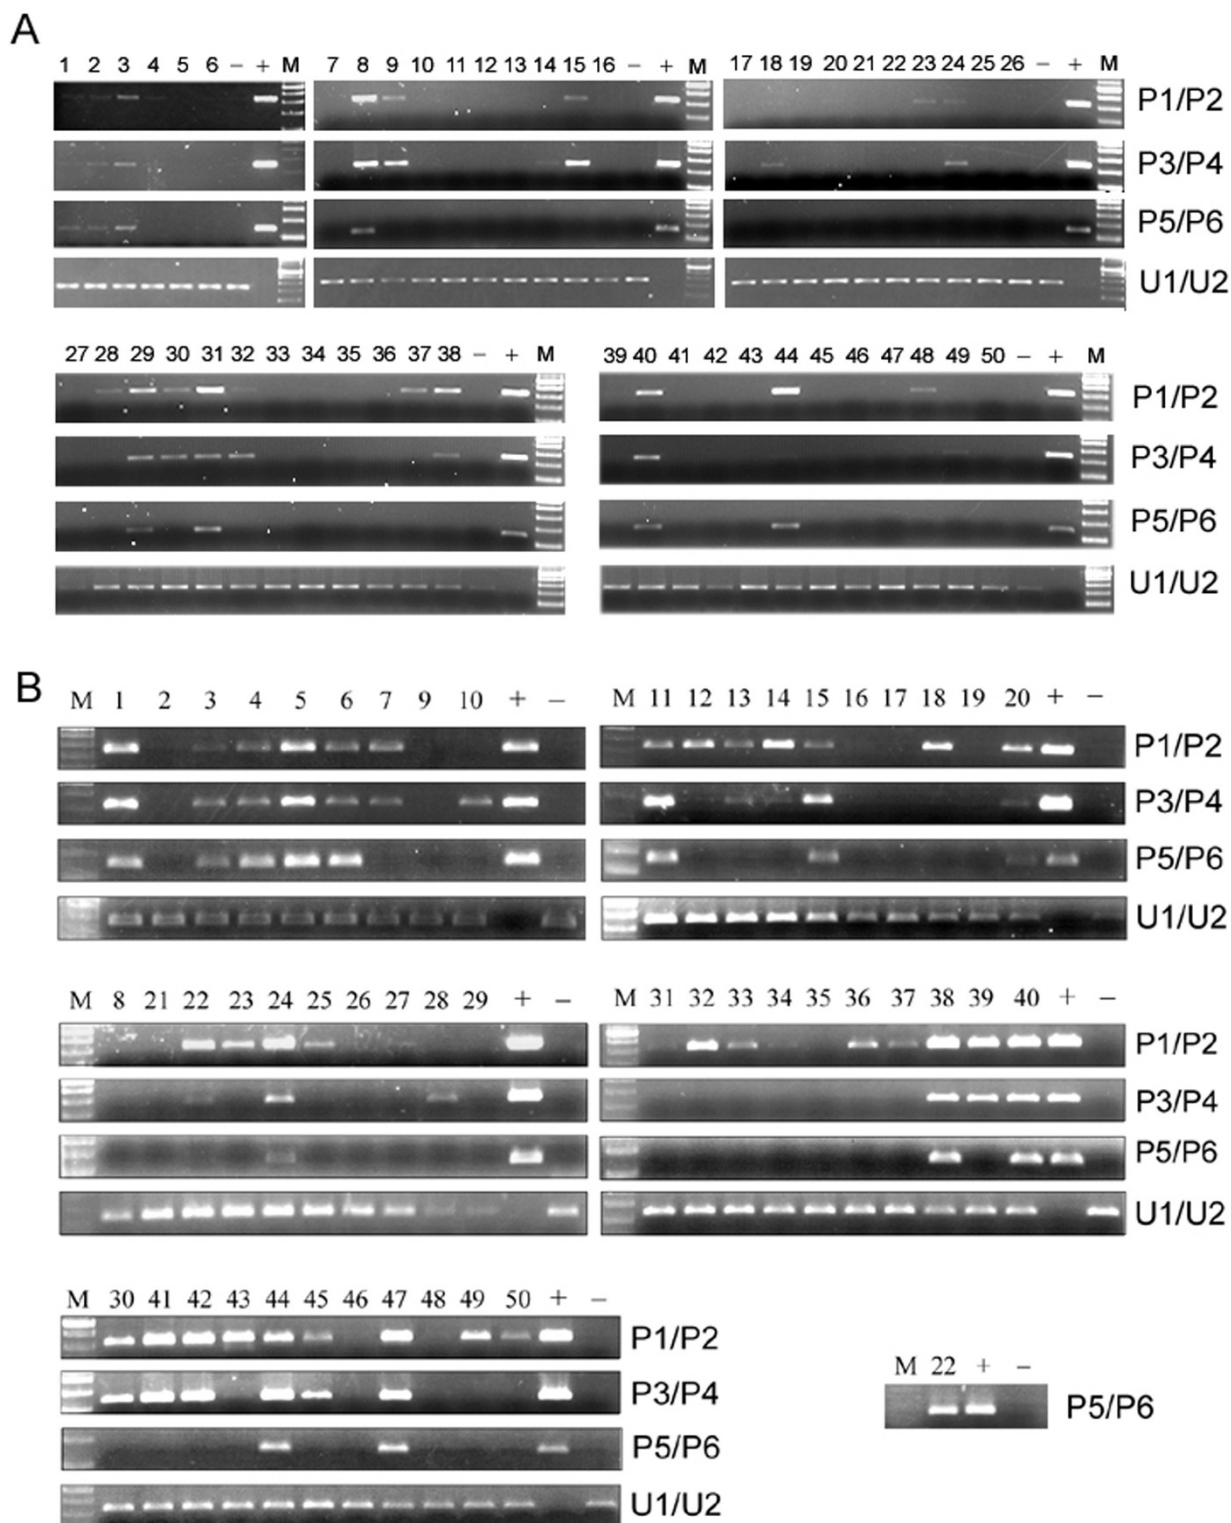 A
1 2 3 4 5 6 − + M 7 8 9 10 11 12 13 14 15 16 − + M 17 18 19 20 21 22 23 24 25 26 − + M
P1/P2
P3/P4
P5/P6
U1/U2
27 28 29 30 31 32 33 34 35 36 37 38 − + M 39 40 41 42 43 44 45 46 47 48 49 50 − + M
P1/P2
P3/P4
P5/P6
U1/U2
B
M 1 2 3 4 5 6 7 9 10 + − M 11 12 13 14 15 16 17 18 19 20 + −
P1/P2
P3/P4
P5/P6
U1/U2
M 8 21 22 23 24 25 26 27 28 29 + − M 31 32 33 34 35 36 37 38 39 40 + −
P1/P2
P3/P4
P5/P6
U1/U2
M 30 41 42 43 44 45 46 47 48 49 50 + −
P1/P2
P3/P4
P5/P6
U1/U2
M 22 + −
P5/P6